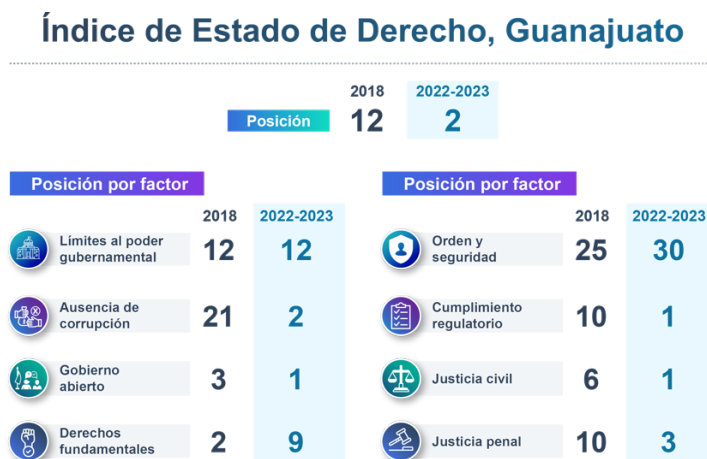 Índice de Estado de Derecho, Guanajuato
2018 2022-2023
Posición 12 2
Posición por factor
2018 2022-2023
Límites al poder
gubernamental 12 12
Ausencia de
corrupción 21 2
Gobierno
abierto 3 1
Derechos
fundamentales 2 9
Posición por factor
2018 2022-2023
Orden y
seguridad 25 30
Cumplimiento
regulatorio 10 1
Justicia civil 6 1
Justicia penal 10 3